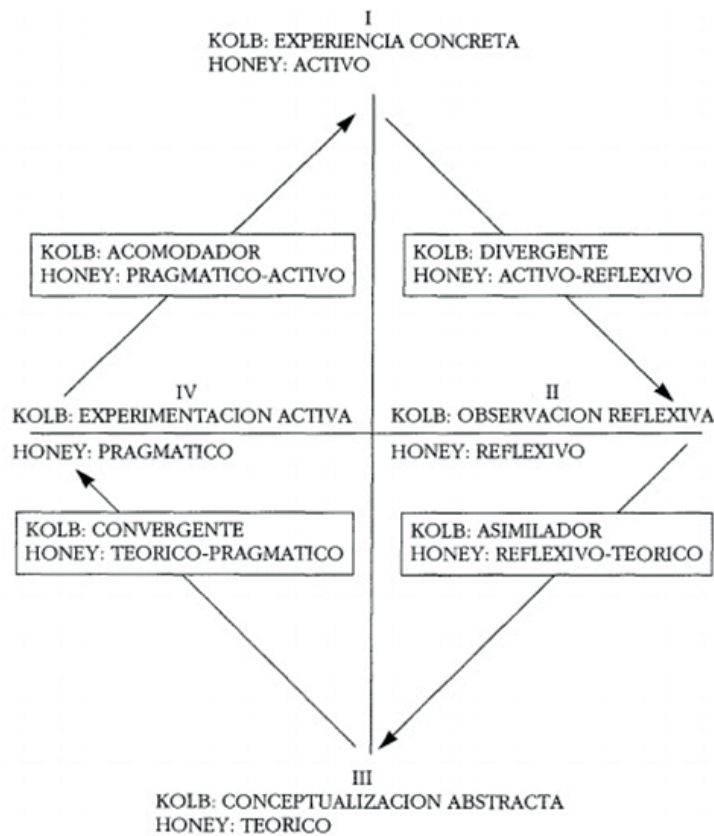 I
KOLB: EXPERIENCIA CONCRETA
HONEY: ACTIVO
KOLB: ACOMODADOR
HONEY: PRAGMATICO-ACTIVO
KOLB: DIVERGENTE
HONEY: ACTIVO-REFLEXIVO
IV
KOLB: EXPERIMENTACION ACTIVA
HONEY: PRAGMATICO
II
KOLB: OBSERVACION REFLEXIVA
HONEY: REFLEXIVO
KOLB: CONVERGENTE
HONEY: TEORICO-PRAGMATICO
KOLB: ASIMILADOR
HONEY: REFLEXIVO-TEORICO
III
KOLB: CONCEPTUALIZACION ABSTRACTA
HONEY: TEORICO